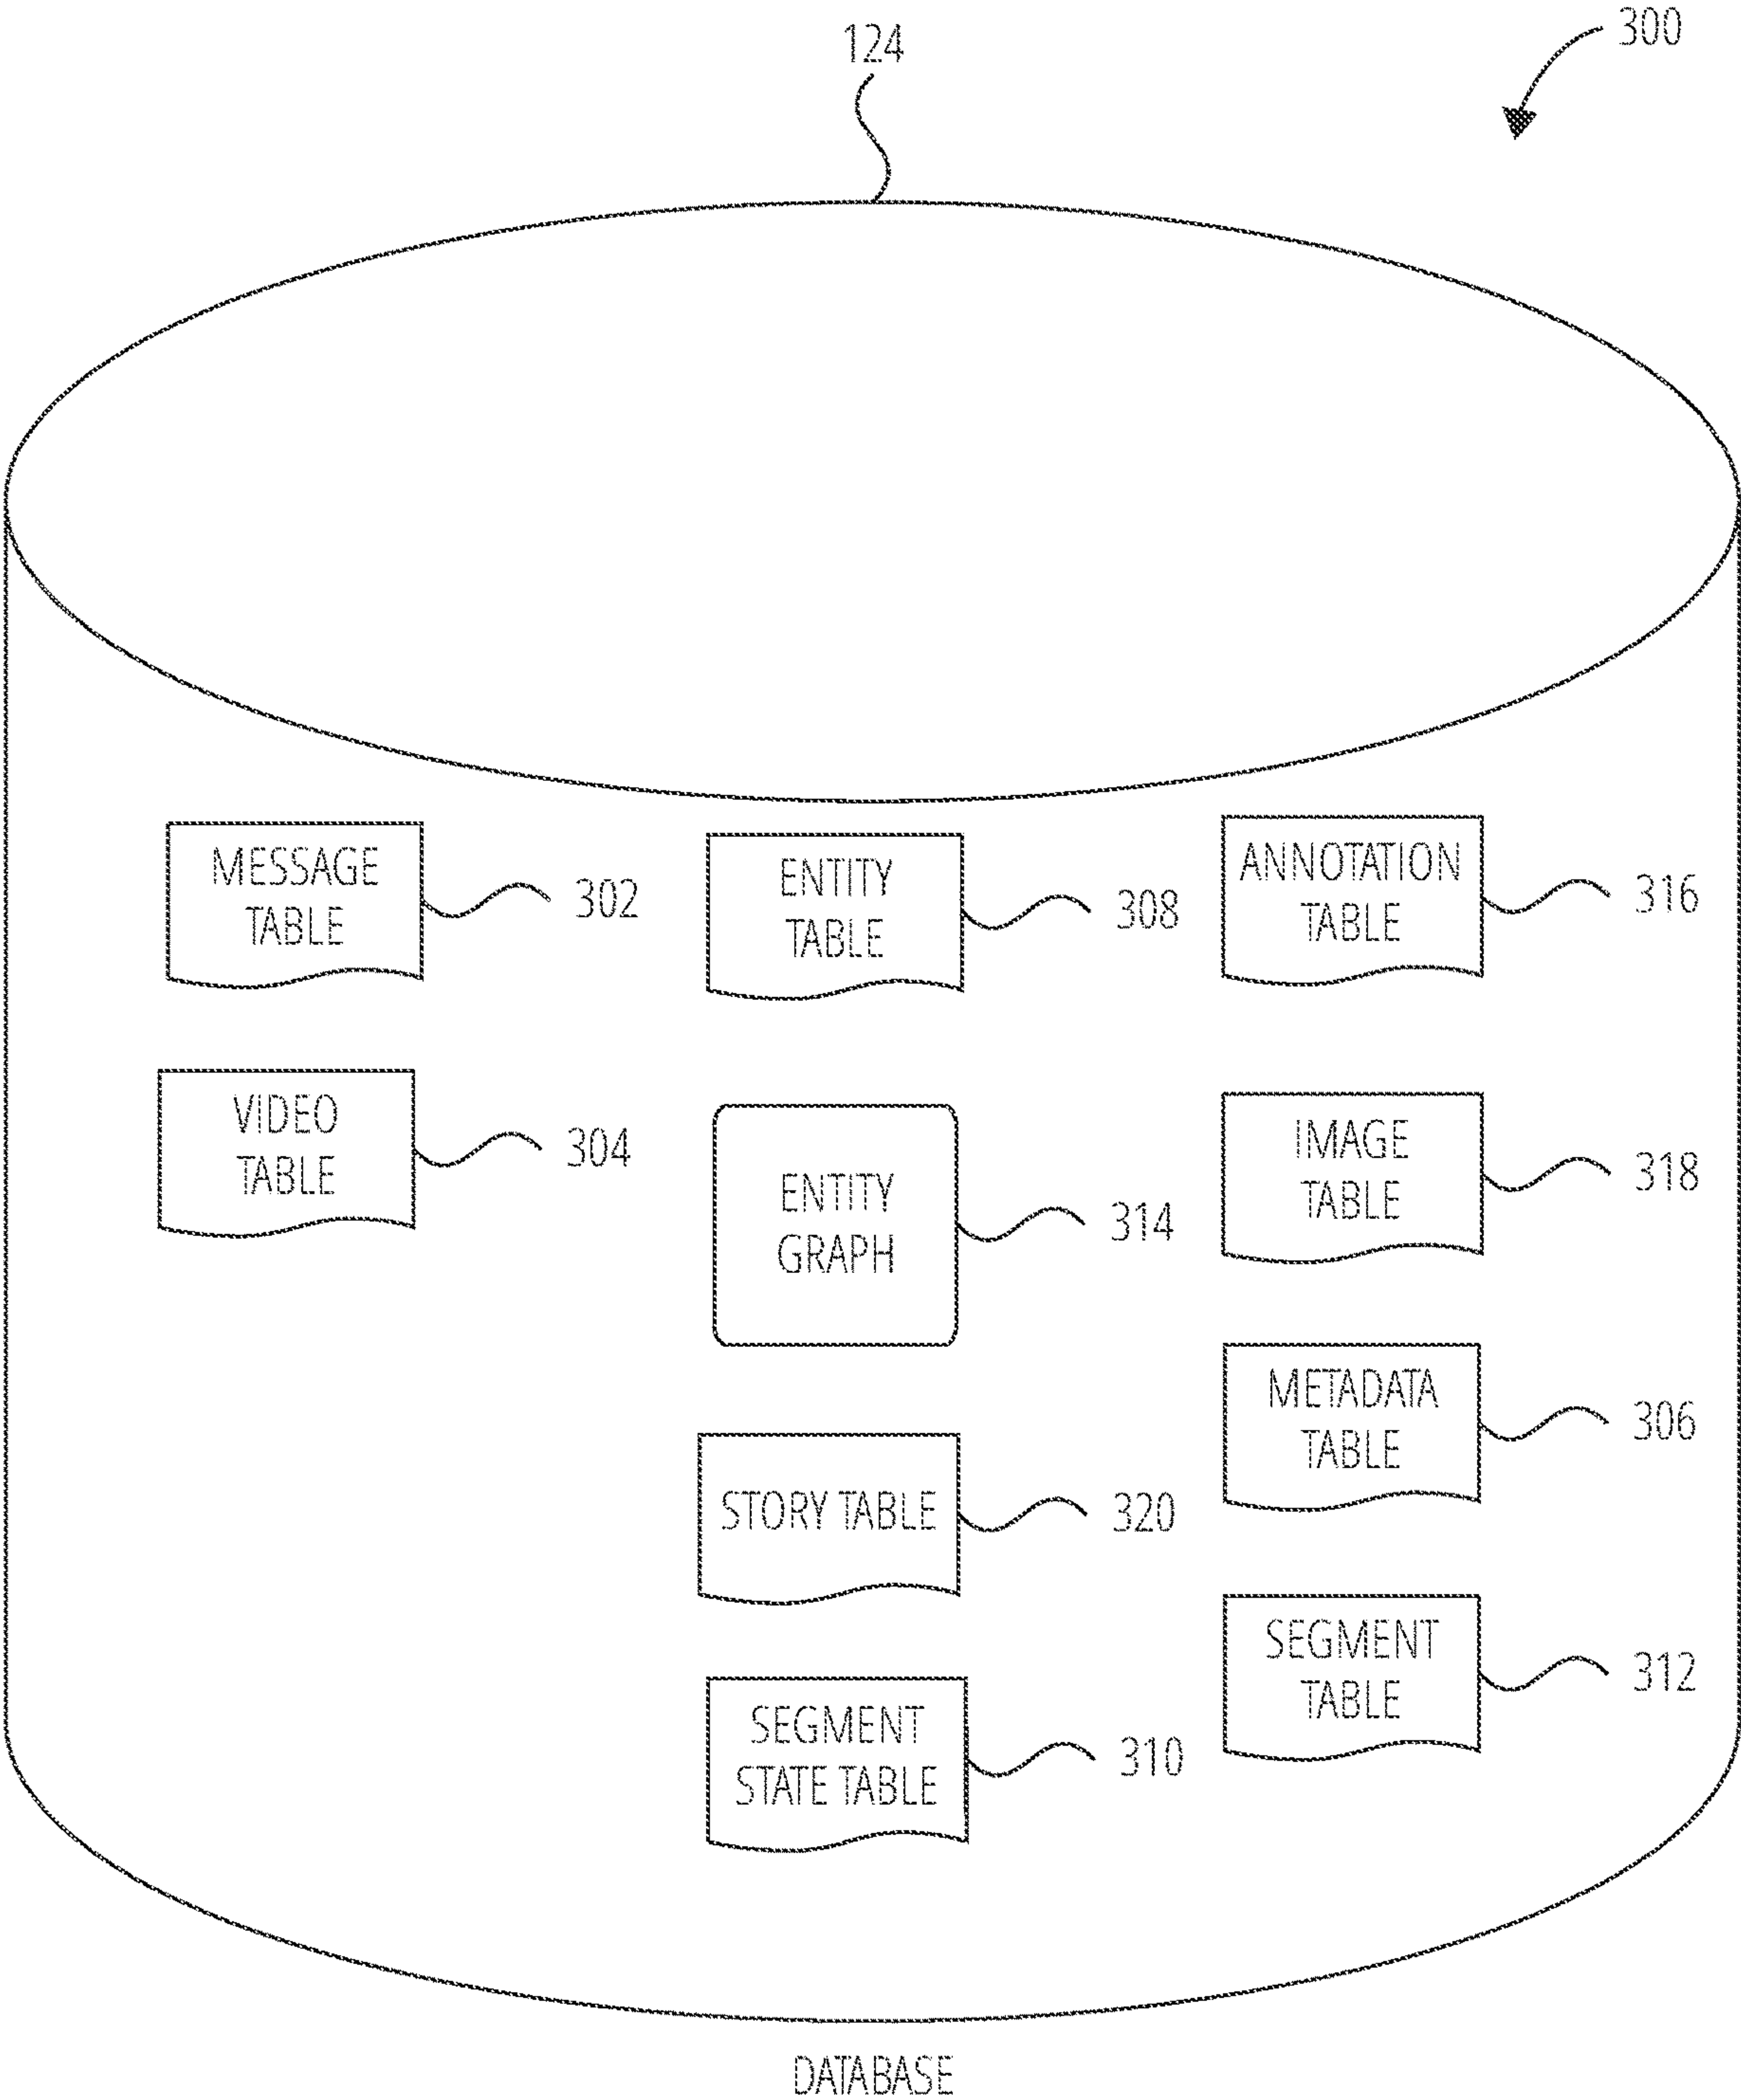 124
300
MESSAGE
TABLE
302
ENTITY
TABLE
308
ANNOTATION
TABLE
316
VIDEO
TABLE
304
ENTITY
GRAPH
314
IMAGE
TABLE
318
METADATA
TABLE
306
STORY TABLE
320
SEGMENT
TABLE
312
SEGMENT
STATE TABLE
310
DATABASE